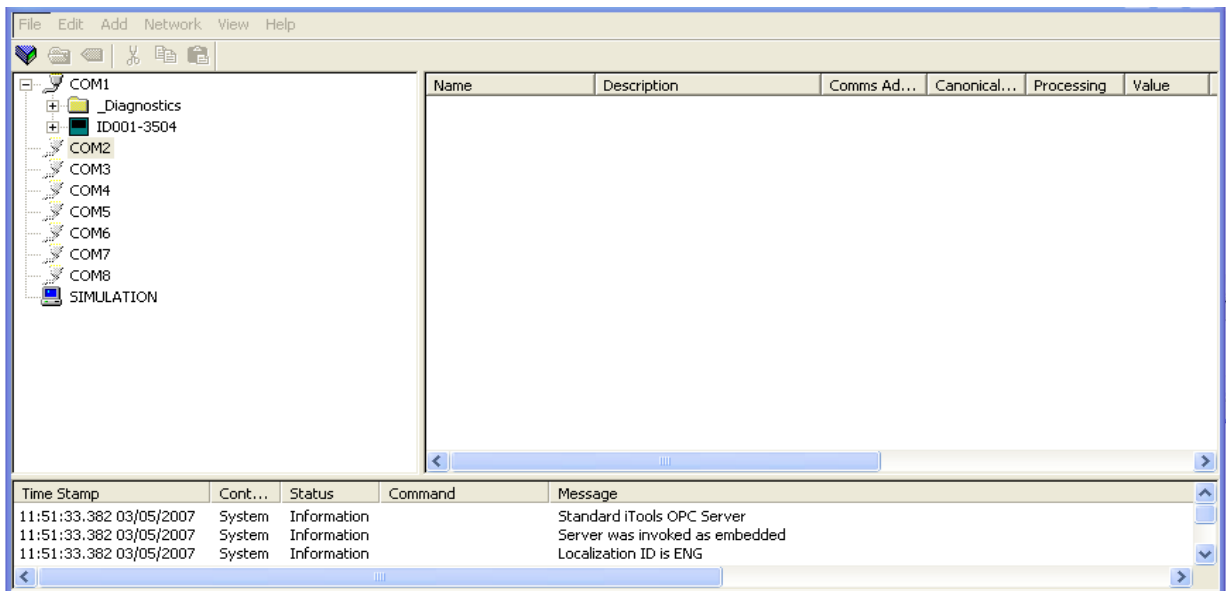 File Edit Add Network View Help
COM1
_Diagnostics
ID001-3504
COM2
COM3
COM4
COM5
COM6
COM7
COM8
SIMULATION
Name Description Comms Ad... Canonical... Processing Value
Time Stamp Cont... Status Command Message
11:51:33.382 03/05/2007 System Information Standard iTools OPC Server
11:51:33.382 03/05/2007 System Information Server was invoked as embedded
11:51:33.382 03/05/2007 System Information Localization ID is ENG